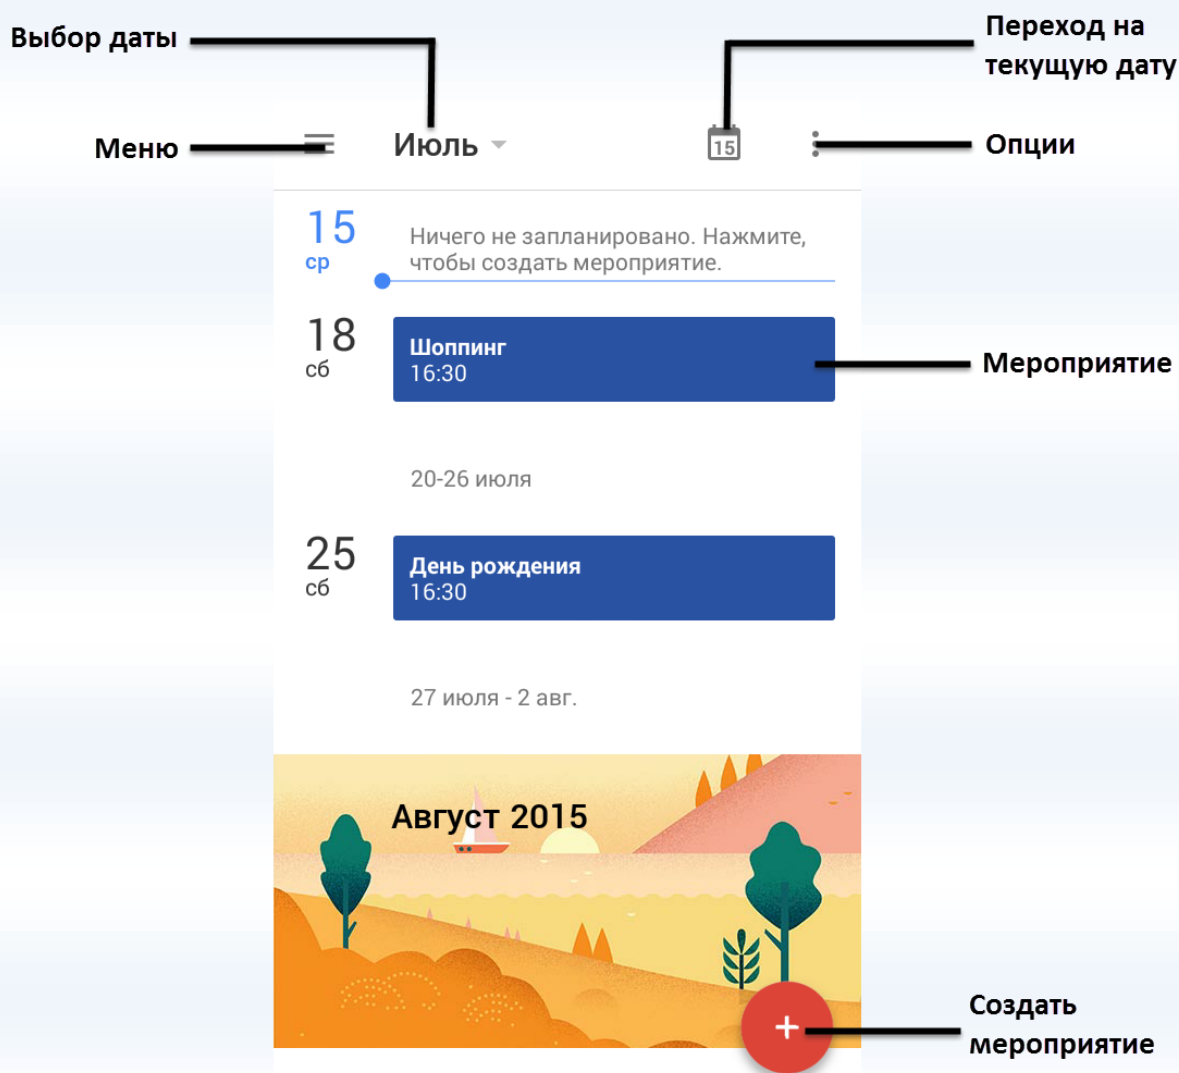 Выбор даты
Переход на
текущую дату
Меню
Июль
15
Опции
15
ср
Ничего не запланировано. Нажмите,
чтобы создать мероприятие.
18
сб
Шоппинг
16:30
Мероприятие
20-26 июля
25
сб
День рождения
16:30
27 июля - 2 авг.
Август 2015
+
Создать
мероприятие